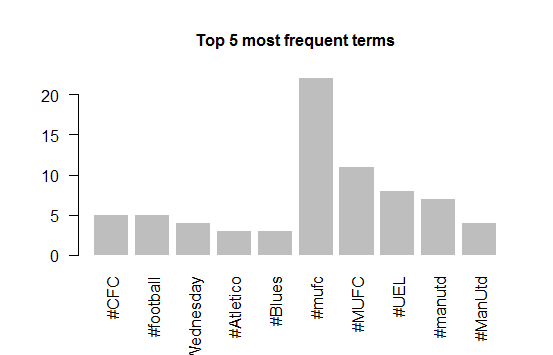 Top 5 most frequent terms
20
15
10
5
0
#CFC
#football
Wednesday
#Atletico
#Blues
#mufc
#MUFC
#UEL
#manutd
#ManUtd